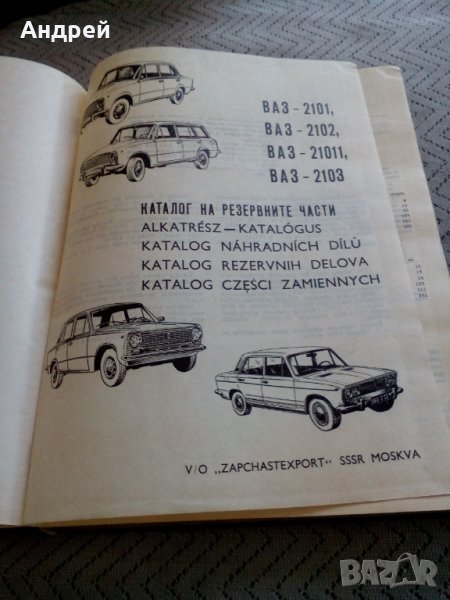 Андрей
ВАЗ-2101,
ВАЗ-2102,
ВАЗ-21011,
ВАЗ-2103
КАТАЛОГ НА РЕЗЕРВНИТЕ ЧАСТИ
ALKATRÉSZ—KATALÓGUS
KATALOG NÁHRADNÍCH DÍLŮ
KATALOG REZERVNIH DELOVA
KATALOG CZĘŚCI ZAMIENNYCH
V/O „ZAPCHASTEXPORT" SSSR MOSKVA
BAZAR